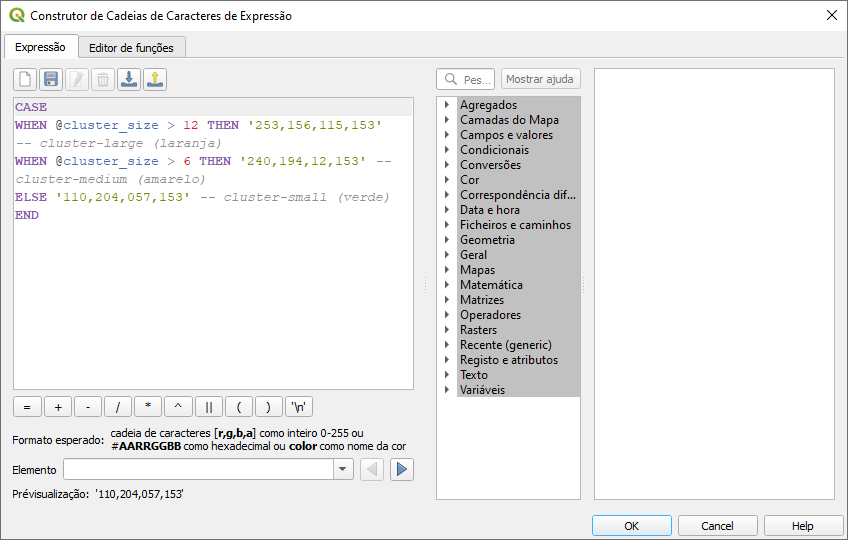 Construtor de Cadeias de Caracteres de Expressão
Expressão
Editor de funções
CASE
WHEN @cluster_size > 12 THEN '253,156,115,153'
-- cluster-large (laranja)
WHEN @cluster_size > 6 THEN '240,194,12,153' --
cluster-medium (amarelo)
ELSE '110,204,057,153' -- cluster-small (verde)
END
= + - / * ^ || ( ) '\n'
Formato esperado: cadeia de caracteres [r,g,b,a] como inteiro 0-255 ou
#AARRGGBB como hexadecimal ou color como nome da cor
Elemento
Prévisualização: '110,204,057,153'
Pes...
Mostrar ajuda
Agregados
Camadas do Mapa
Campos e valores
Condicionais
Conversões
Cor
Correspondência dif...
Data e hora
Ficheiros e caminhos
Geometria
Geral
Mapas
Matemática
Matrizes
Operadores
Rasters
Recente (generic)
Registo e atributos
Texto
Variáveis
OK
Cancel
Help